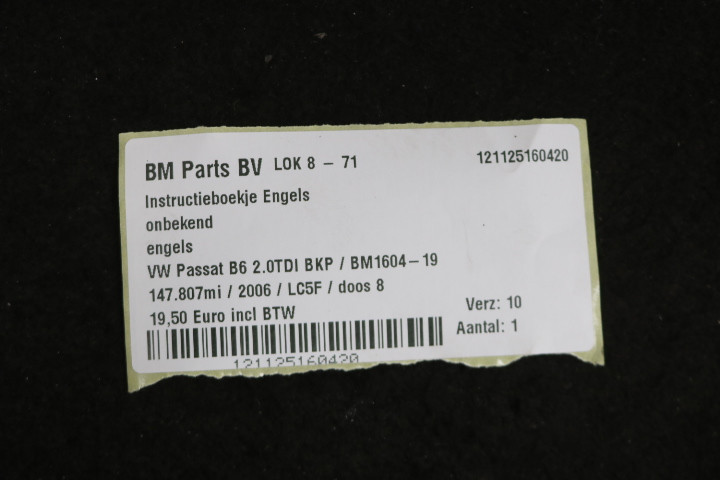 BM Parts BV LOK 8 - 71 121125160420
Instructieboekje Engels
onbekend
engels
VW Passat B6 2.0TDI BKP / BM1604-19
147.807mi / 2006 / LC5F / doos 8
19,50 Euro incl BTW Verz: 10
Aantal: 1
121125160420